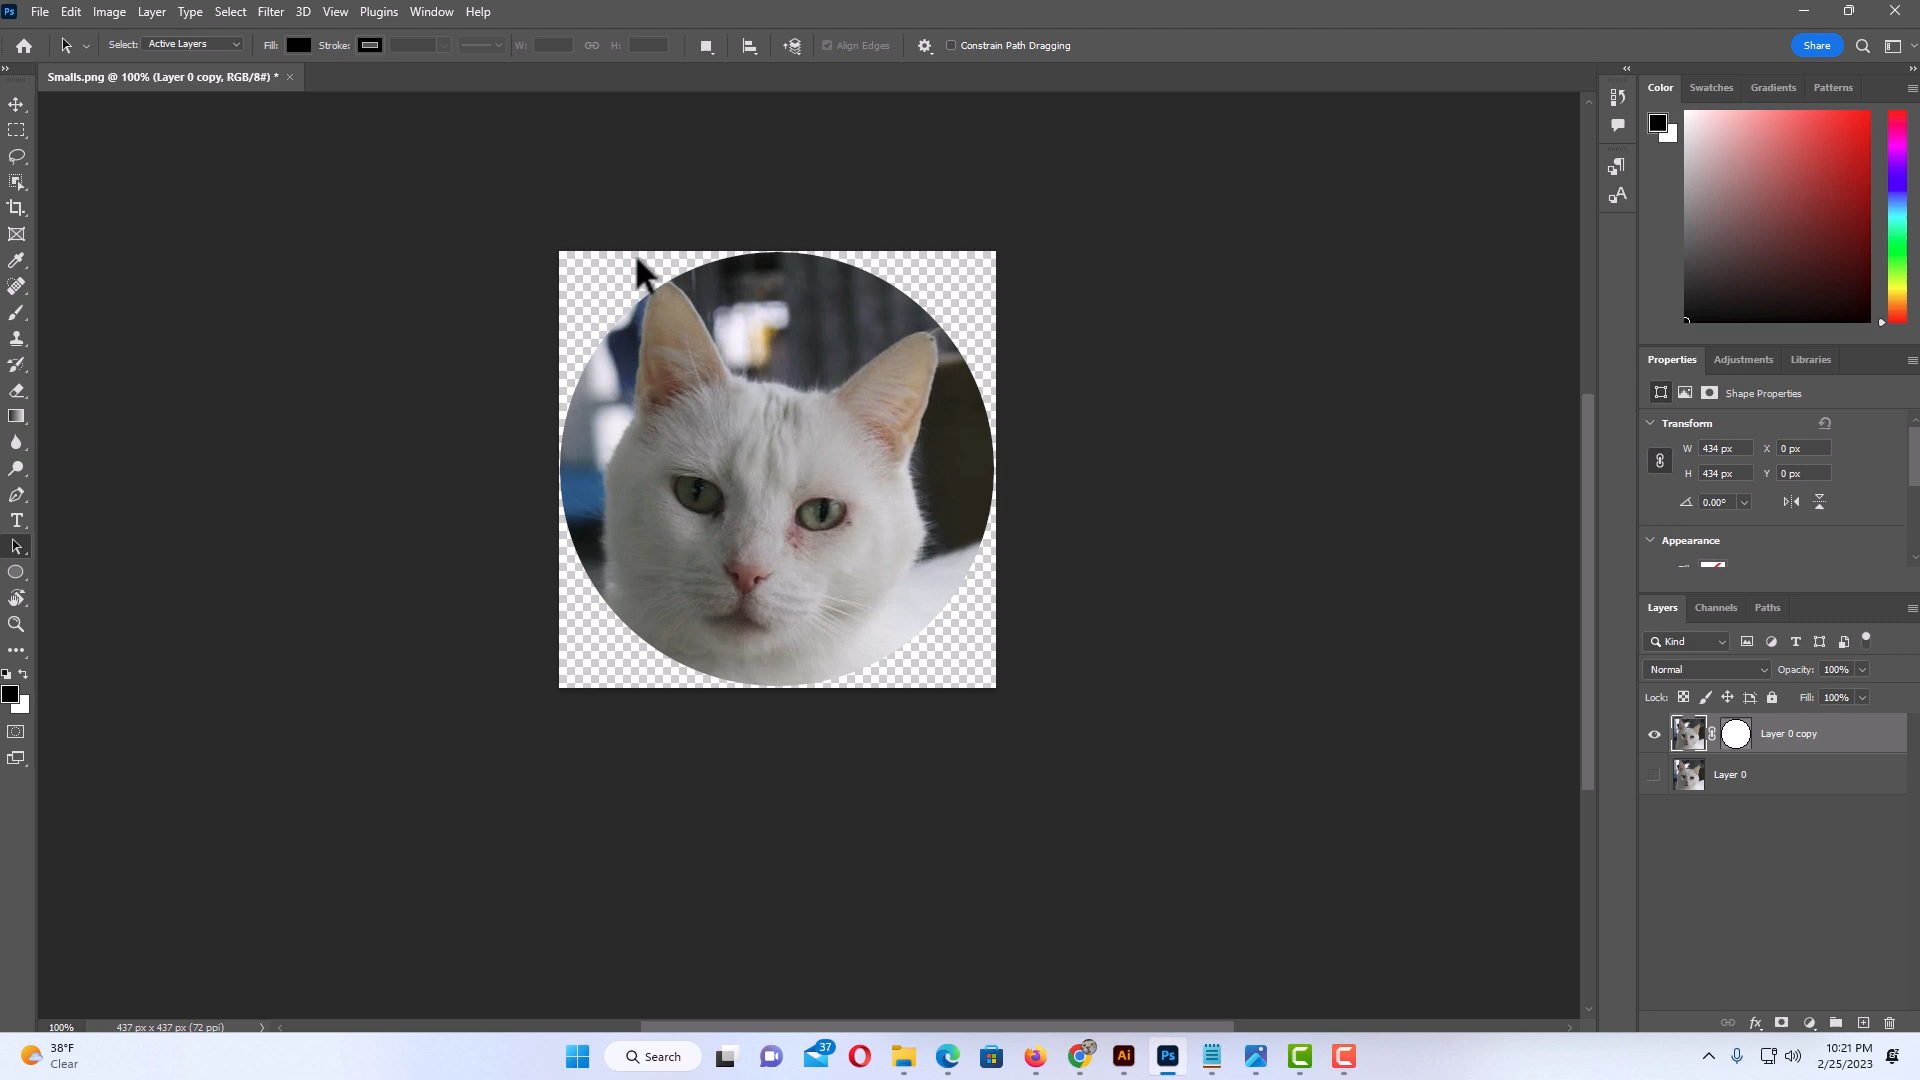 Ps File Edit Image Layer Type Select Filter 3D View Plugins Window Help
Select: Active Layers Fill: Stroke: W: H: Align Edges Constrain Path Dragging Share
Smalls.png @ 100% (Layer 0 copy, RGB/8#) *
Color Swatches Gradients Patterns
Properties Adjustments Libraries
Shape Properties
Transform
W 434 px X 0 px
H 434 px Y 0 px
0.00°
Appearance
Layers Channels Paths
Kind
Normal Opacity: 100%
Lock: Fill: 100%
Layer 0 copy
Layer 0
100% 437 px x 437 px (72 ppi)
38°F
Clear
Search
37
Ai
Ps
10:21 PM
2/25/2023